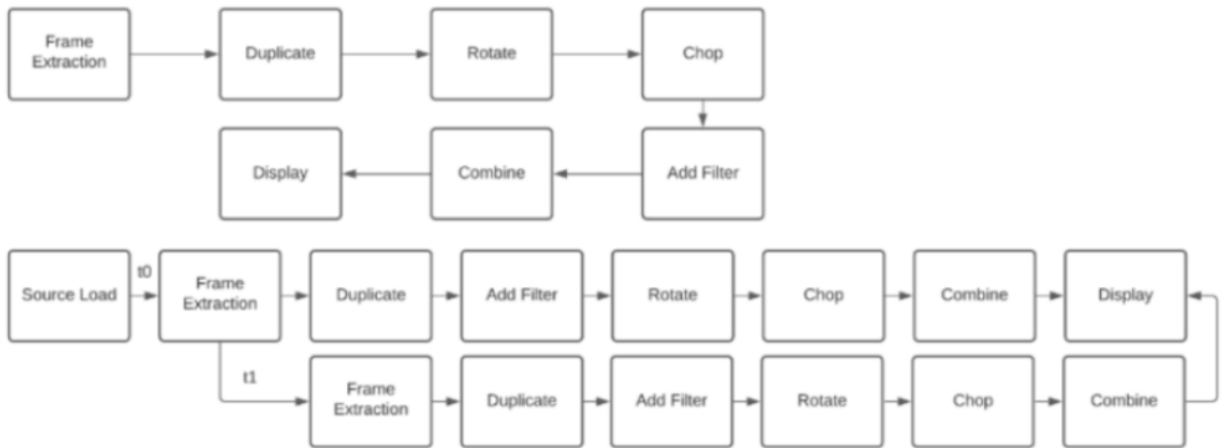 Frame
Extraction
Duplicate
Rotate
Chop
Display
Combine
Add Filter
Source Load
t0
Frame
Extraction
Duplicate
Add Filter
Rotate
Chop
Combine
Display
t1
Frame
Extraction
Duplicate
Add Filter
Rotate
Chop
Combine